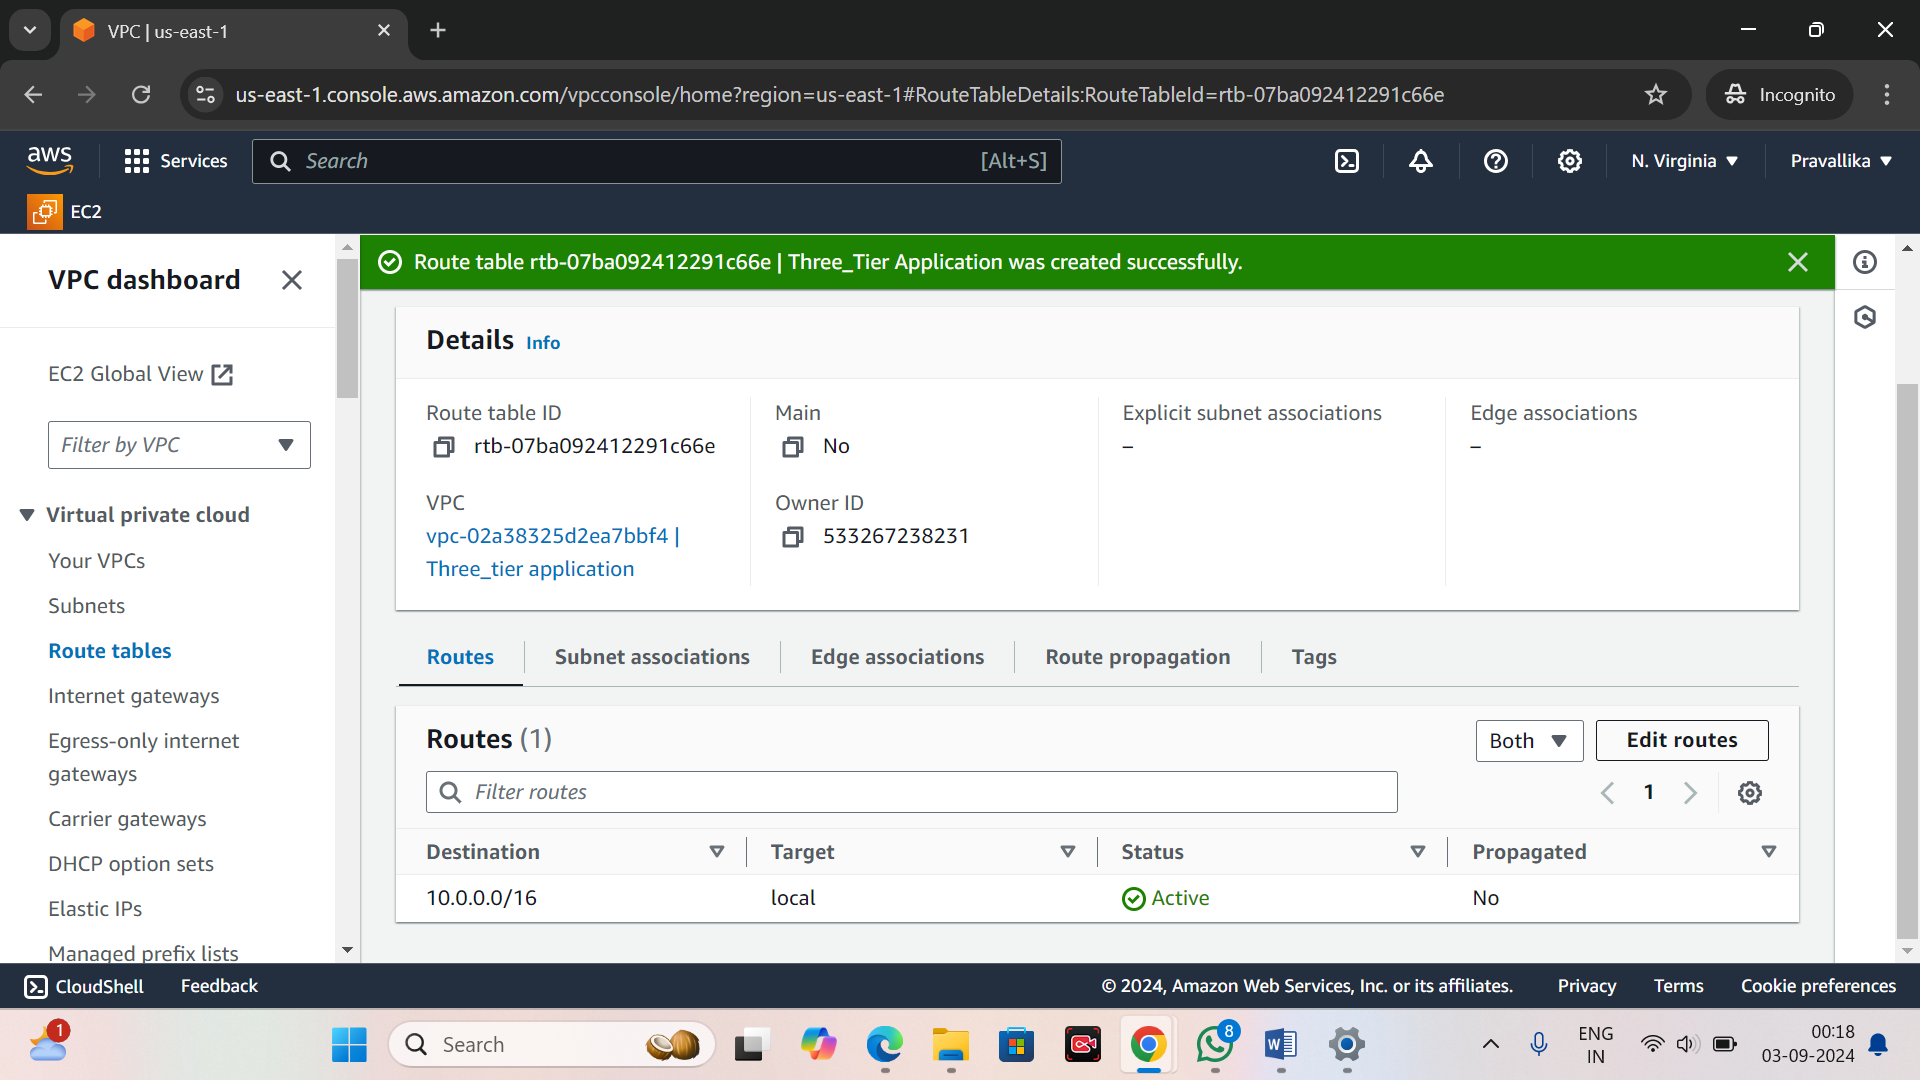 VPC | us-east-1
us-east-1.console.aws.amazon.com/vpcconsole/home?region=us-east-1#RouteTableDetails:RouteTableId=rtb-07ba092412291c66e
Incognito
aws
Services
Search
[Alt+S]
N. Virginia
Pravallika
EC2
VPC dashboard
EC2 Global View
Filter by VPC
Virtual private cloud
Your VPCs
Subnets
Route tables
Internet gateways
Egress-only internet
gateways
Carrier gateways
DHCP option sets
Elastic IPs
Managed prefix lists
Route table rtb-07ba092412291c66e | Three_Tier Application was created successfully.
Details Info
Route table ID
rtb-07ba092412291c66e
Main
No
Explicit subnet associations
–
Edge associations
–
VPC
vpc-02a38325d2ea7bbf4 |
Three_tier application
Owner ID
533267238231
Routes
Subnet associations
Edge associations
Route propagation
Tags
Routes (1)
Both
Edit routes
Filter routes
1
Destination
Target
Status
Propagated
10.0.0.0/16
local
Active
No
CloudShell
Feedback
© 2024, Amazon Web Services, Inc. or its affiliates.
Privacy
Terms
Cookie preferences
1
Search
8
W
ENG
IN
00:18
03-09-2024